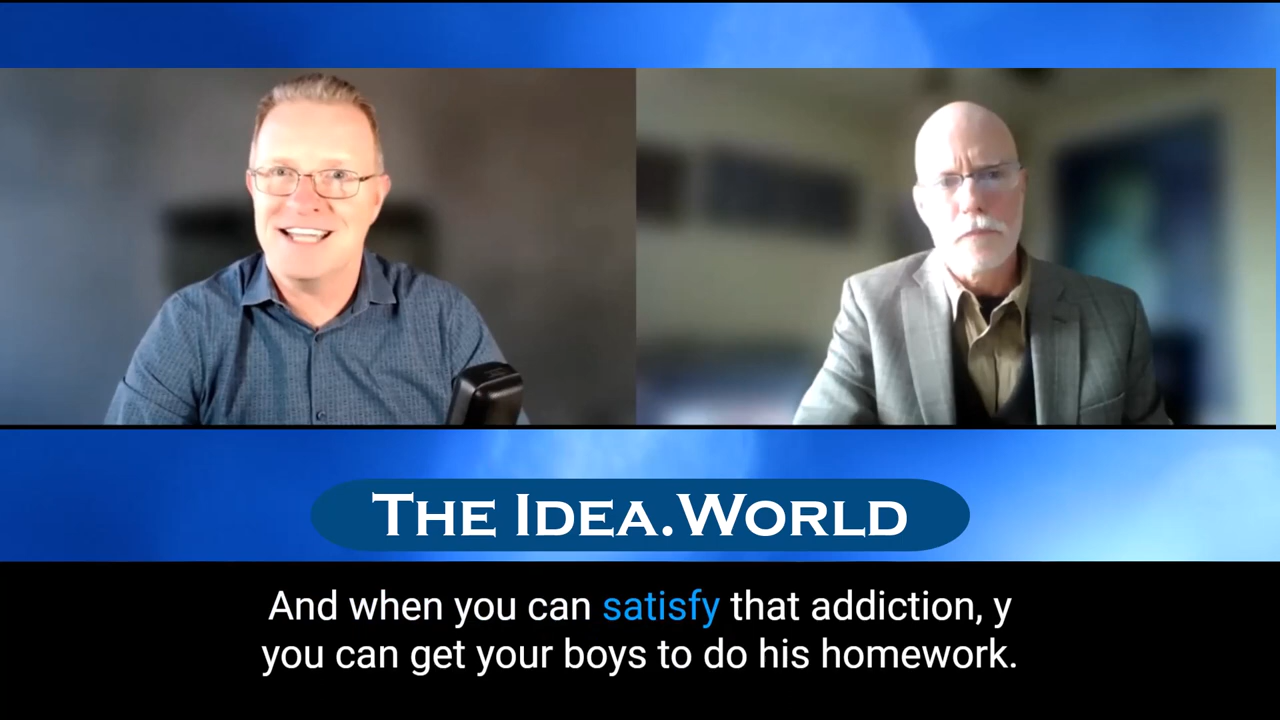 THE IDEA.WORLD
And when you can satisfy that addiction, y
you can get your boys to do his homework.